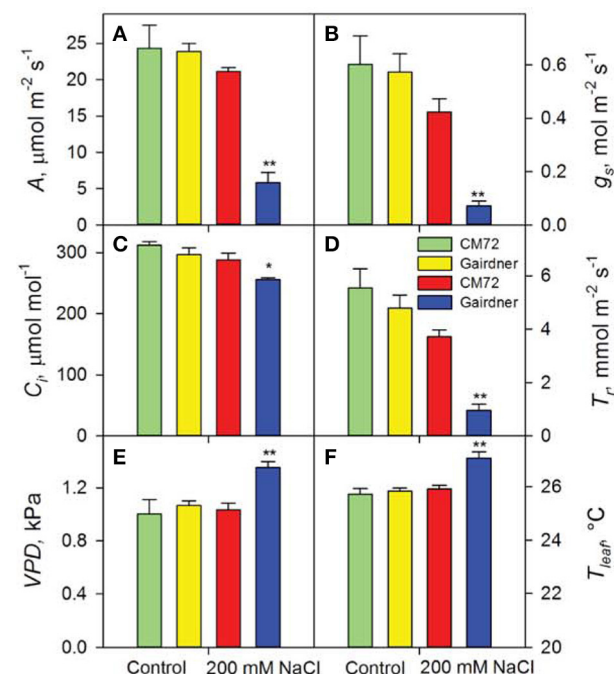 A
B
25
20
15
10
5
0
A, μmol m⁻² s⁻¹
**
0.6
0.4
0.2
0.0
gₛ, mol m⁻² s⁻¹
**
C
D
300
200
100
0
Cᵢ, μmol mol⁻¹
*
CM72
Gairdner
CM72
Gairdner
6
4
2
0
Tᵣ, mmol m⁻² s⁻¹
**
E
F
1.2
0.8
0.4
0.0
VPD, kPa
**
26
24
22
20
T_leaf, °C
**
Control 200 mM NaCl
Control 200 mM NaCl